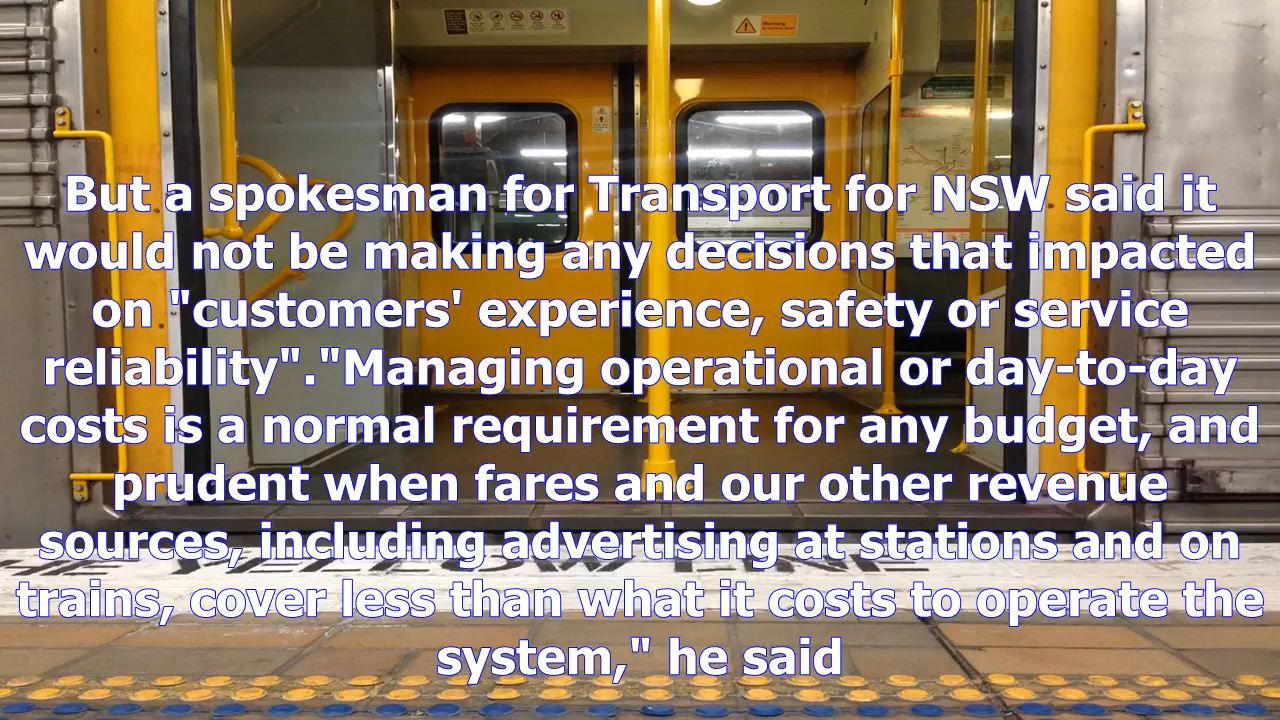 Warning
But a spokesman for Transport for NSW said it
would not be making any decisions that impacted
on "customers' experience, safety or service
reliability"."Managing operational or day-to-day
costs is a normal requirement for any budget, and
prudent when fares and our other revenue
sources, including advertising at stations and on
YELLOW LINE
trains, cover less than what it costs to operate the
system," he said